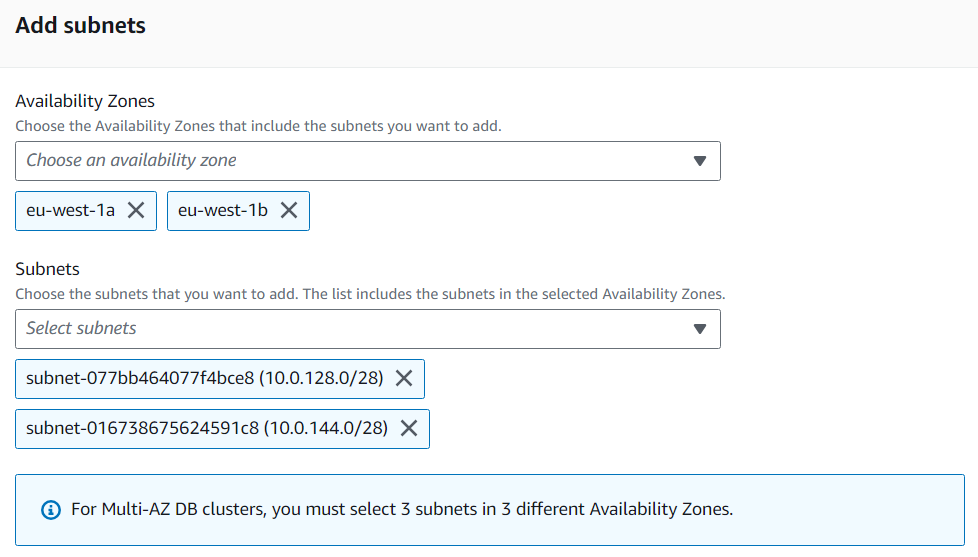 Add subnets
Availability Zones
Choose the Availability Zones that include the subnets you want to add.
Choose an availability zone
eu-west-1a eu-west-1b
Subnets
Choose the subnets that you want to add. The list includes the subnets in the selected Availability Zones.
Select subnets
subnet-077bb464077f4bce8 (10.0.128.0/28)
subnet-016738675624591c8 (10.0.144.0/28)
For Multi-AZ DB clusters, you must select 3 subnets in 3 different Availability Zones.